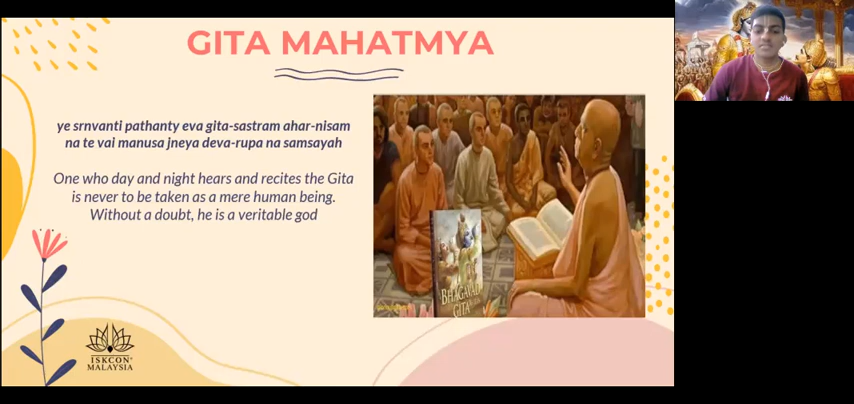 GITA MAHATMYA
ye srnvanti pathanty eva gita-sastram ahar-nisam
na te vai manusa jneya deva-rupa na samsayah
One who day and night hears and recites the Gita
is never to be taken as a mere human being.
Without a doubt, he is a veritable god
BHAGAVAD
GITA
ISKCON
MALAYSIA